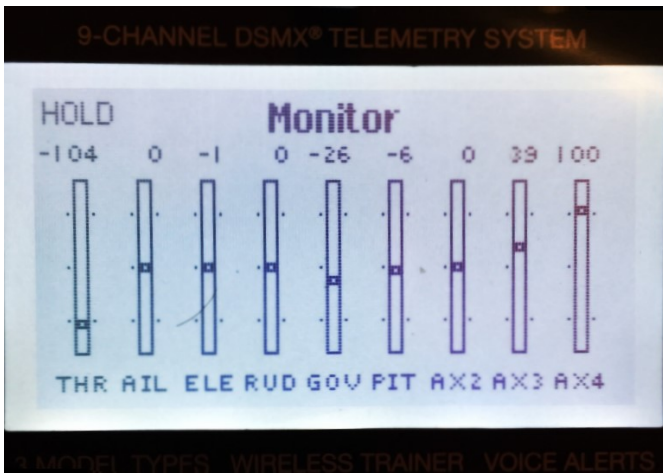 9-CHANNEL DSMX® TELEMETRY SYSTEM
HOLD Monitor
-104 0 -1 0 -26 -6 0 39 100
THR AIL ELE RUD GOV PIT AX2 AX3 AX4
3 MODEL TYPES WIRELESS TRAINER VOICE ALERTS